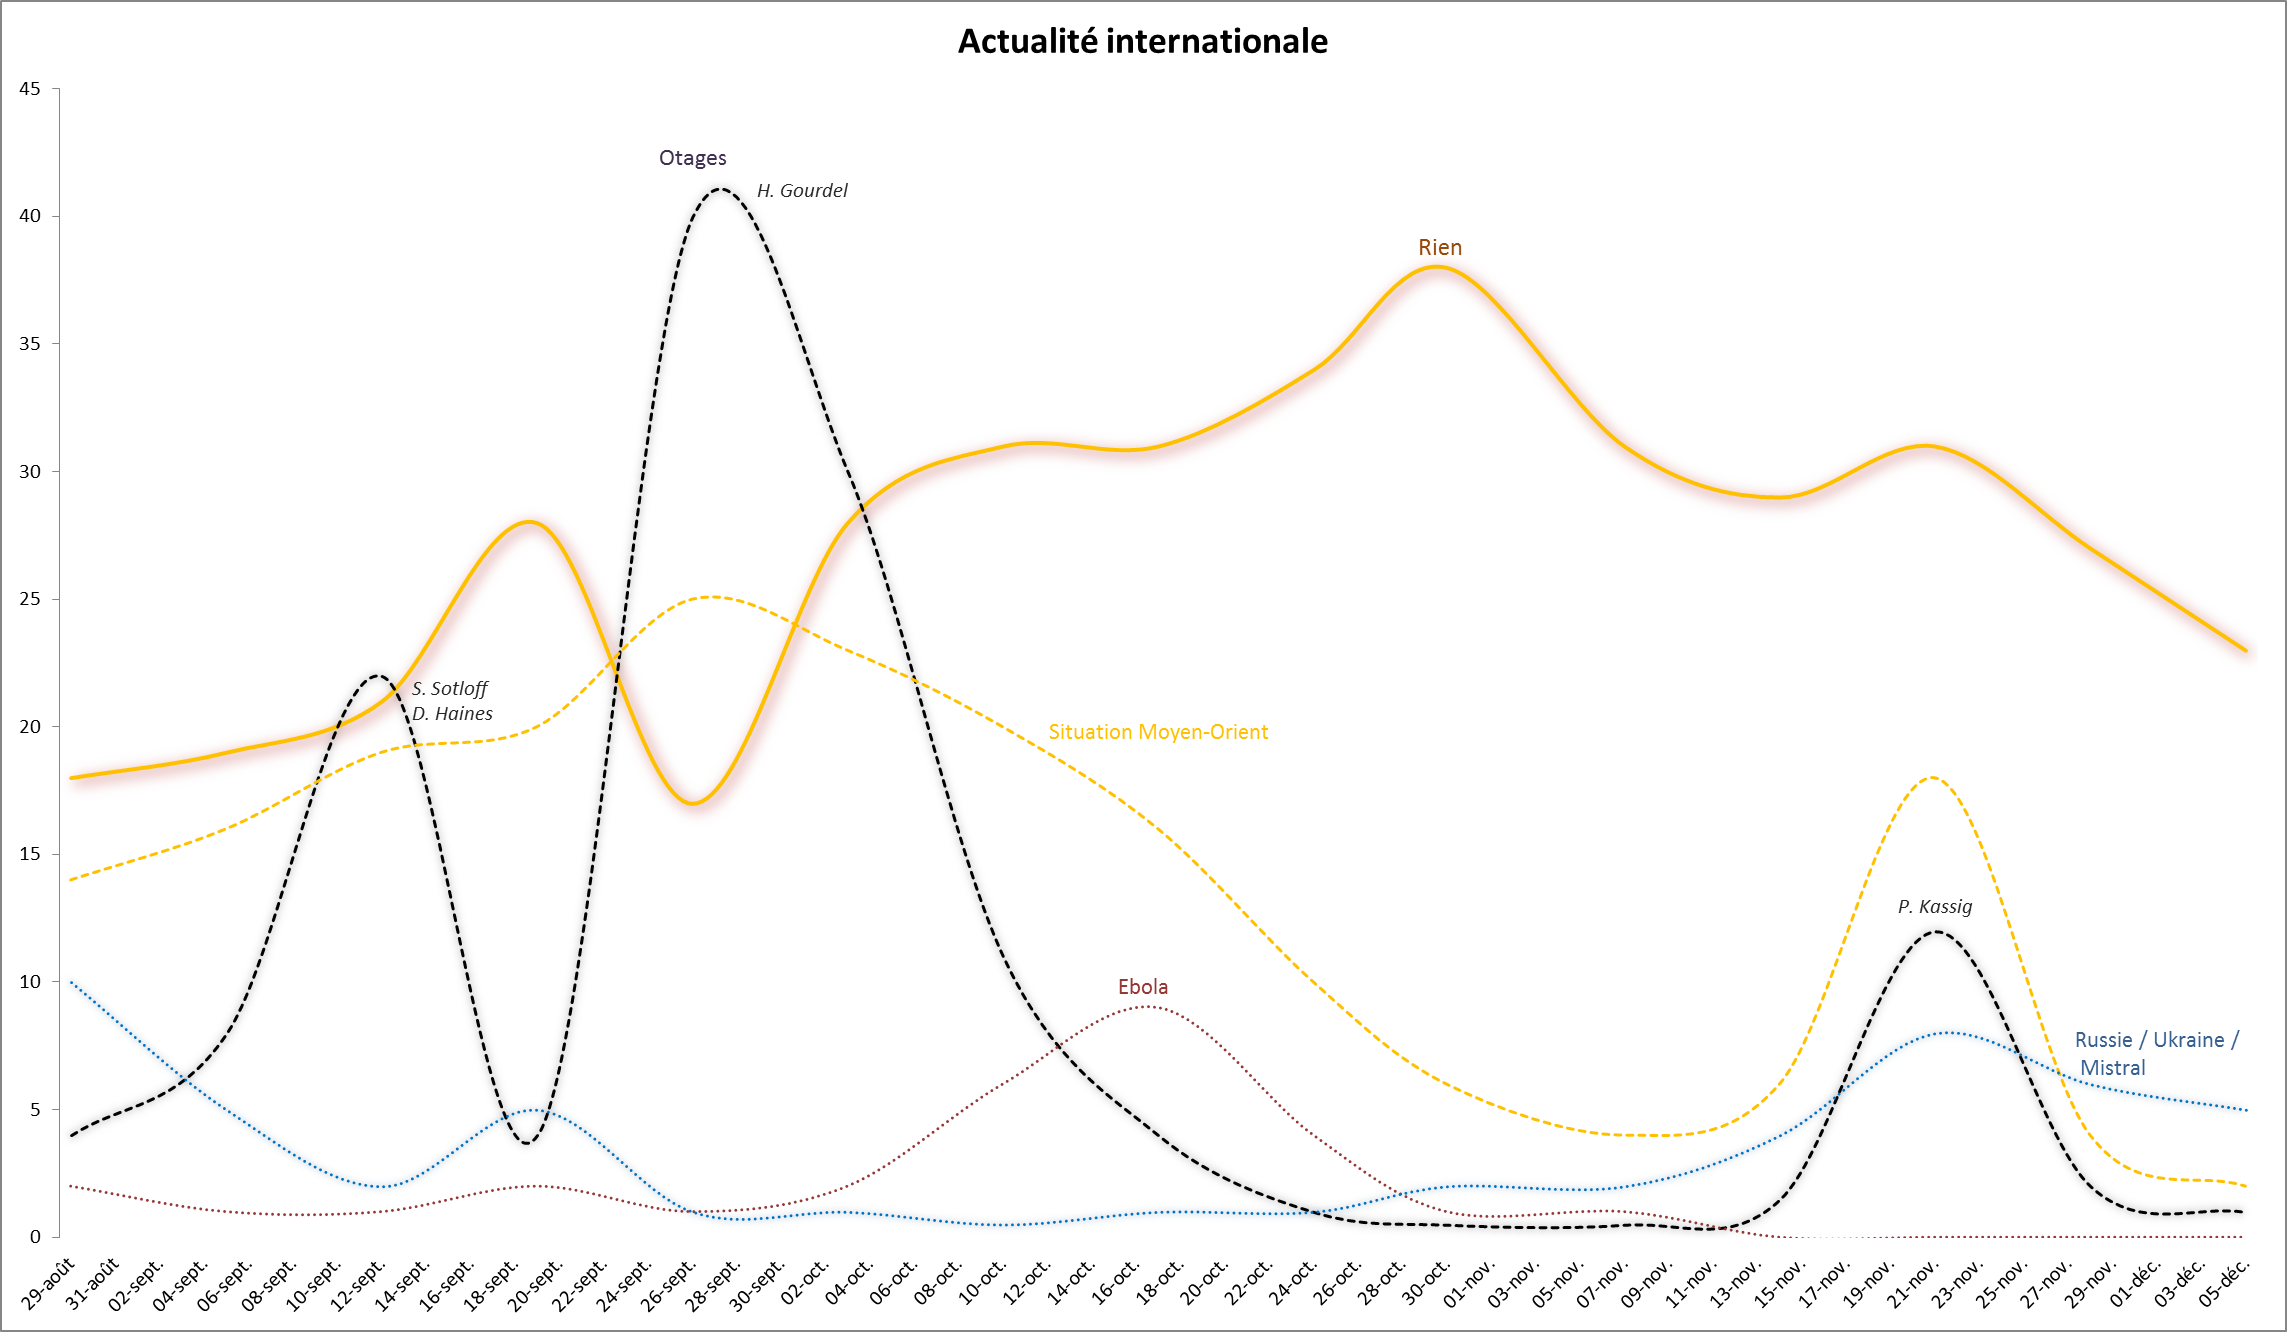 Actualité internationale
45
40
35
30
25
20
15
10
5
0
Otages
H. Gourdel
Rien
S. Sotloff
D. Haines
Situation Moyen-Orient
P. Kassig
Ebola
Russie / Ukraine /
Mistral
29-août
31-août
02-sept.
04-sept.
06-sept.
08-sept.
10-sept.
12-sept.
14-sept.
16-sept.
18-sept.
20-sept.
22-sept.
24-sept.
26-sept.
28-sept.
30-sept.
02-oct.
04-oct.
06-oct.
08-oct.
10-oct.
12-oct.
14-oct.
16-oct.
18-oct.
20-oct.
22-oct.
24-oct.
26-oct.
28-oct.
30-oct.
01-nov.
03-nov.
05-nov.
07-nov.
09-nov.
11-nov.
13-nov.
15-nov.
17-nov.
19-nov.
21-nov.
23-nov.
25-nov.
27-nov.
29-nov.
01-déc.
03-déc.
05-déc.